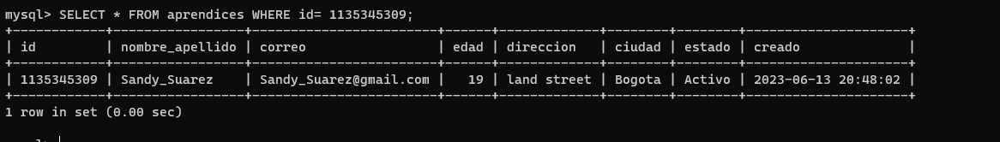 mysql> SELECT * FROM aprendices WHERE id= 1135345309;
+------------+-----------------+------------------------+------+-------------+--------+--------+---------------------+
| id         | nombre_apellido | correo                 | edad | direccion   | ciudad | estado | creado              |
+------------+-----------------+------------------------+------+-------------+--------+--------+---------------------+
| 1135345309 | Sandy_Suarez    | Sandy_Suarez@gmail.com |   19 | land street | Bogota | Activo | 2023-06-13 20:48:02 |
+------------+-----------------+------------------------+------+-------------+--------+--------+---------------------+
1 row in set (0.00 sec)